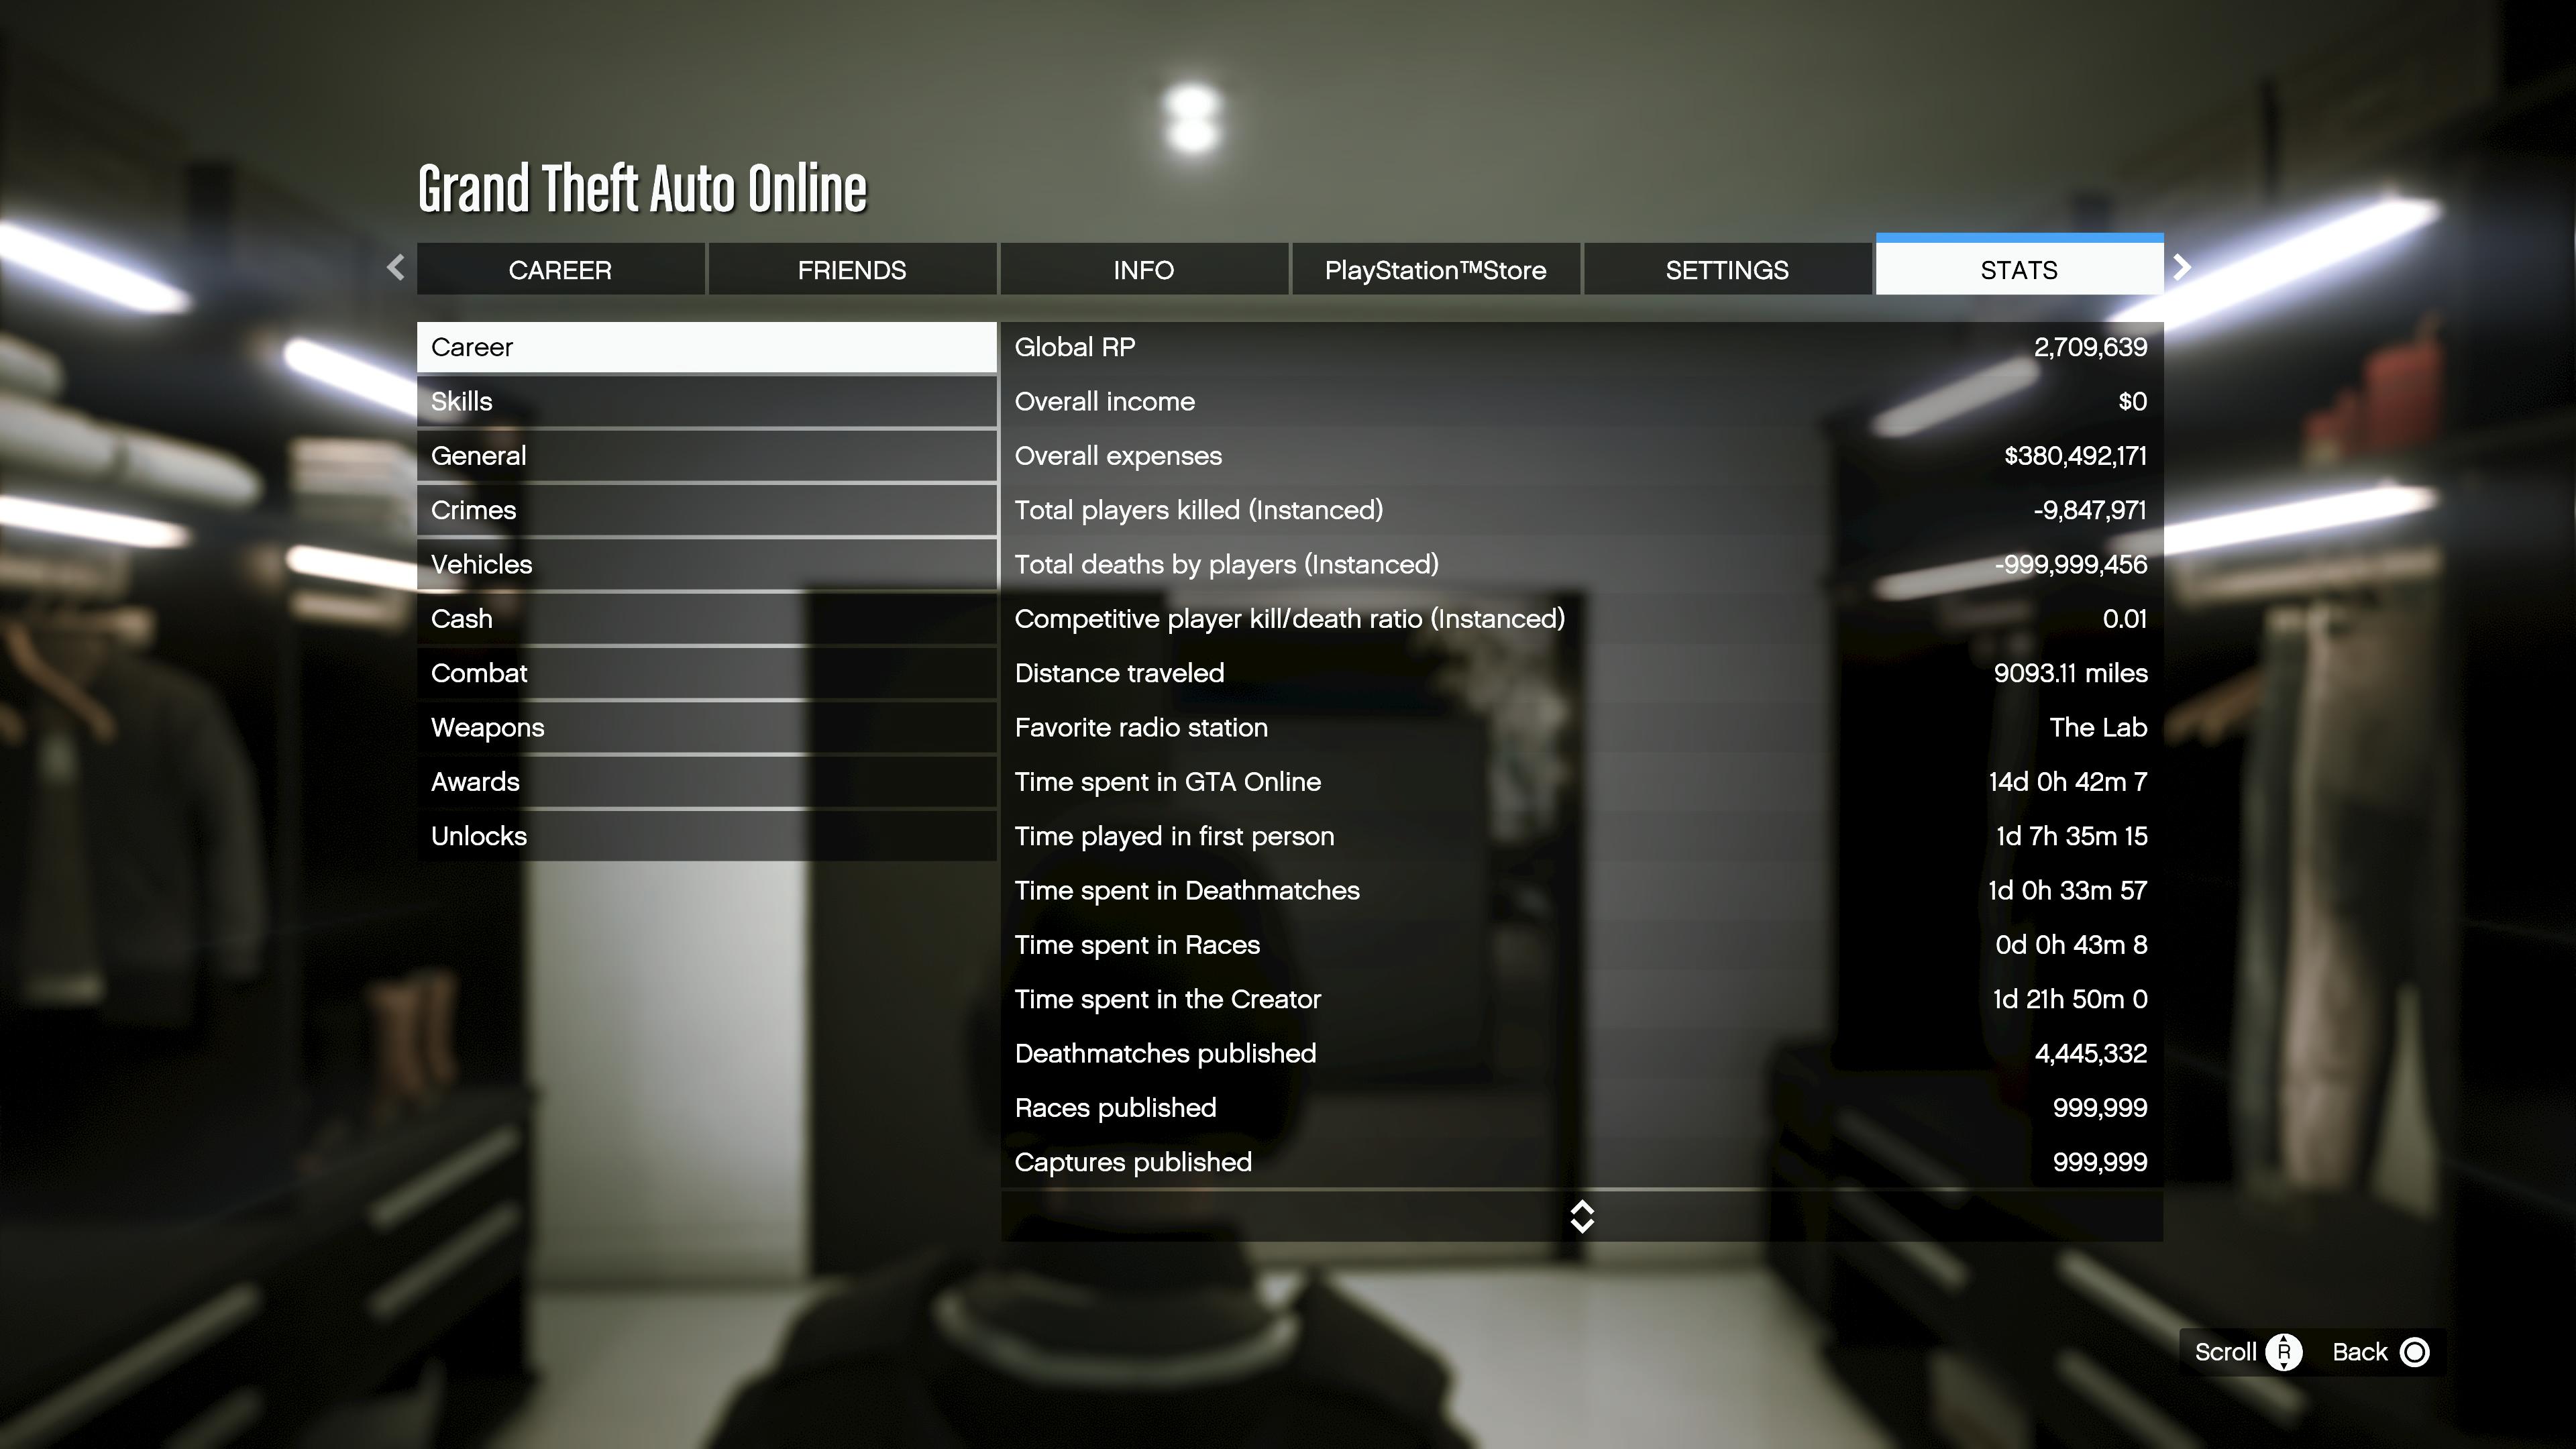 Grand Theft Auto Online
CAREER FRIENDS INFO PlayStation™Store SETTINGS STATS
Career
Skills
General
Crimes
Vehicles
Cash
Combat
Weapons
Awards
Unlocks
Global RP 2,709,639
Overall income $0
Overall expenses $380,492,171
Total players killed (Instanced) -9,847,971
Total deaths by players (Instanced) -999,999,456
Competitive player kill/death ratio (Instanced) 0.01
Distance traveled 9093.11 miles
Favorite radio station The Lab
Time spent in GTA Online 14d 0h 42m 7
Time played in first person 1d 7h 35m 15
Time spent in Deathmatches 1d 0h 33m 57
Time spent in Races 0d 0h 43m 8
Time spent in the Creator 1d 21h 50m 0
Deathmatches published 4,445,332
Races published 999,999
Captures published 999,999
Scroll R Back